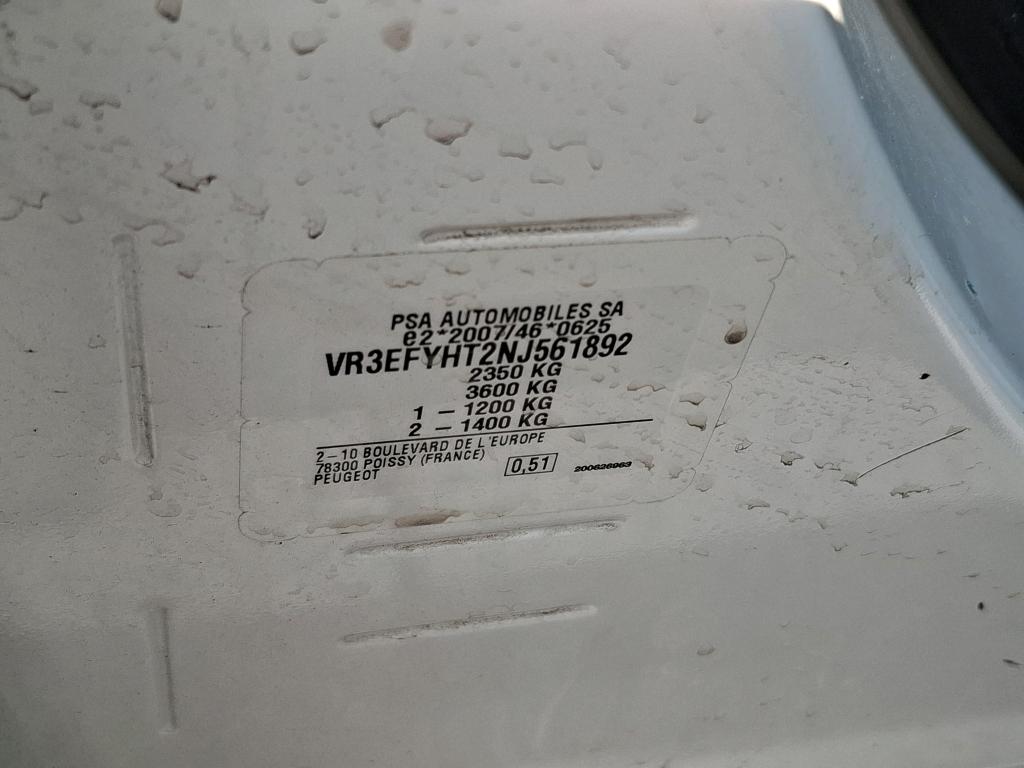 PSA AUTOMOBILES SA
e2*2007/46*0625
VR3EFYHT2NJ561892
2350 KG
3600 KG
1 – 1200 KG
2 – 1400 KG
2–10 BOULEVARD DE L'EUROPE
78300 POISSY (FRANCE)
PEUGEOT
0,51
200626963